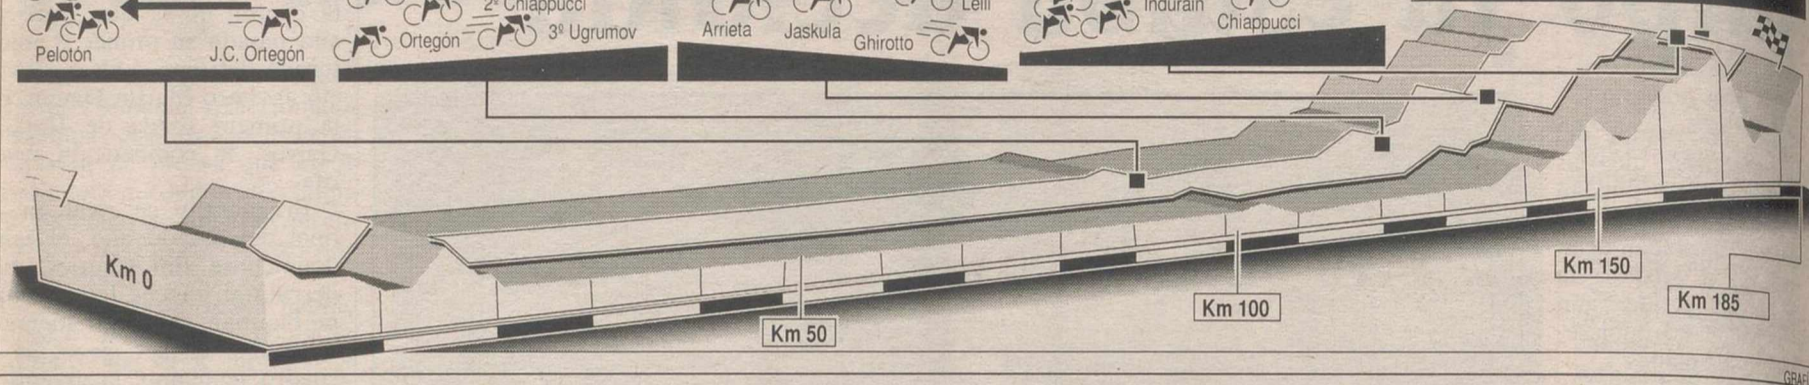 Pelotón
J.C. Ortegón
2º Chiappucci
Ortegón
3º Ugrumov
Arrieta
Jaskula
Ghirotto
Lelli
Indurain
Chiappucci
Km 0
Km 50
Km 100
Km 150
Km 185